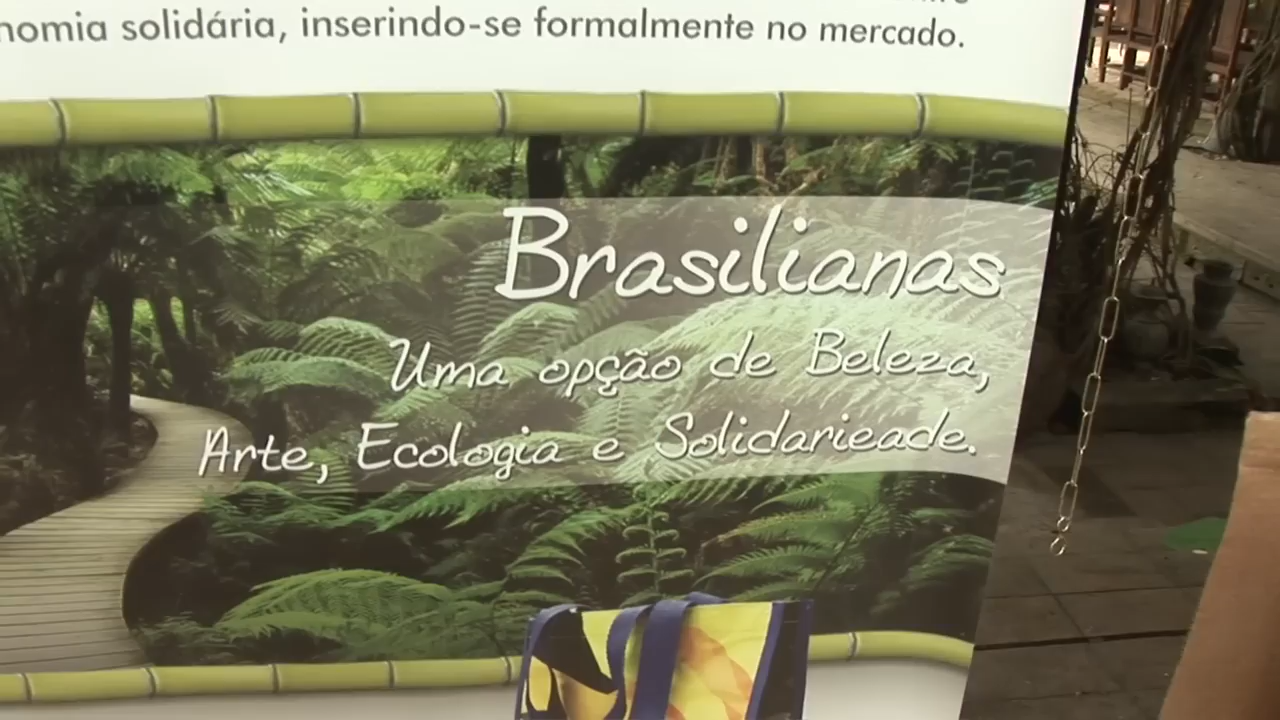 nomia solidária, inserindo-se formalmente no mercado.
Brasilianas
Uma opção de Beleza,
Arte, Ecologia e Solidarieade.